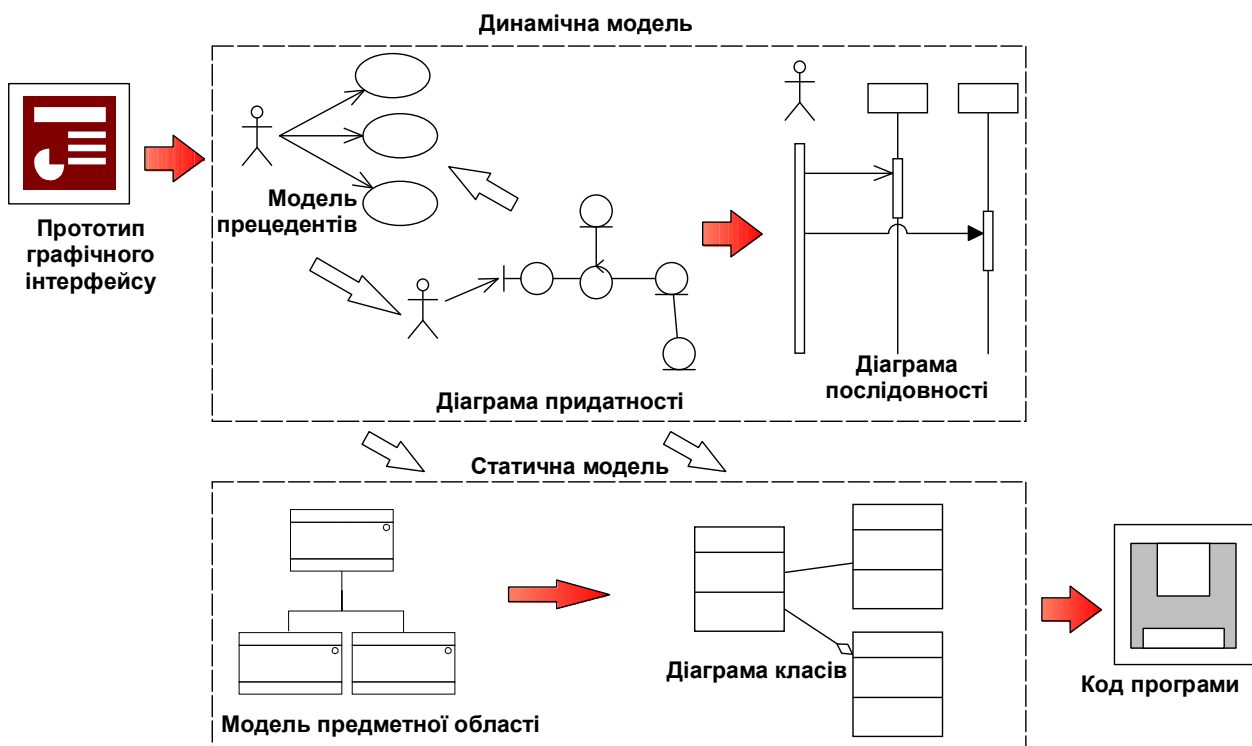 Динамічна модель
Прототип
графічного
інтерфейсу
Модель
прецедентів
Діаграма придатності
Діаграма
послідовності
Статична модель
Модель предметної області
Діаграма класів
Код програми